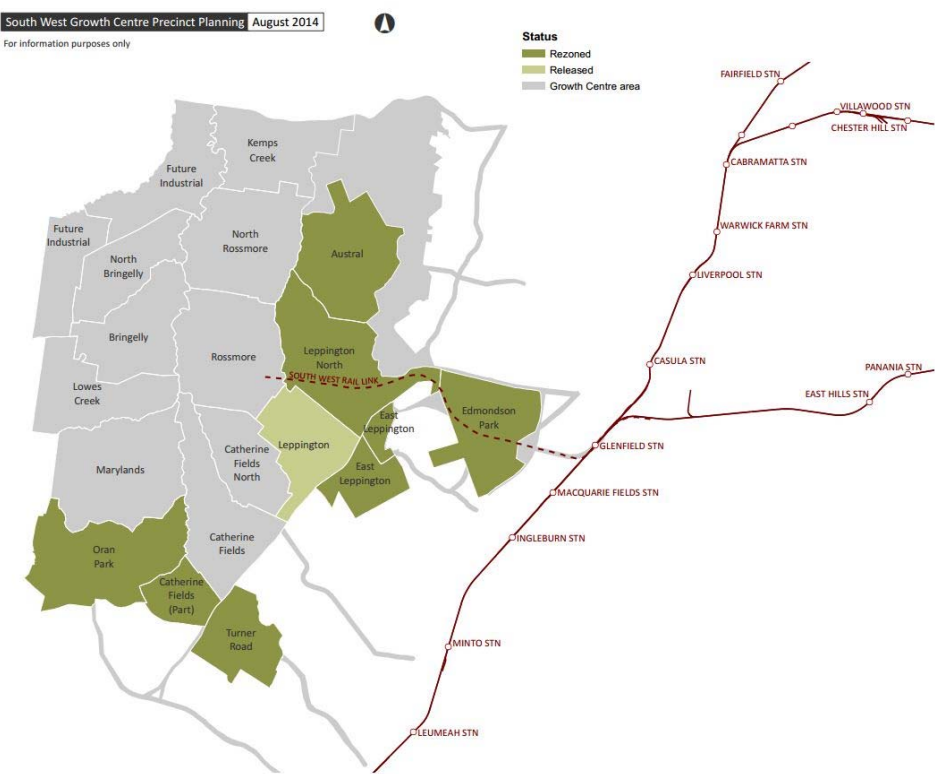 South West Growth Centre Precinct Planning August 2014
For information purposes only
Status
Rezoned
Released
Growth Centre area
FAIRFIELD STN
VILLAWOOD STN
CHESTER HILL STN
CABRAMATTA STN
WARWICK FARM STN
LIVERPOOL STN
CASULA STN
PANANIA STN
EAST HILLS STN
GLENFIELD STN
MACQUARIE FIELDS STN
INGLEBURN STN
MINTO STN
LEUMEAH STN
Kemps
Creek
Future
Industrial
Future
Industrial
North
Rossmore
Austral
North
Bringelly
Bringelly
Rossmore
Leppington
North
SOUTH WEST RAIL LINK
Lowes
Creek
Edmondson
Park
East
Leppington
Leppington
Catherine
Fields
North
East
Leppington
Marylands
Catherine
Fields
Oran
Park
Catherine
Fields
(Part)
Turner
Road